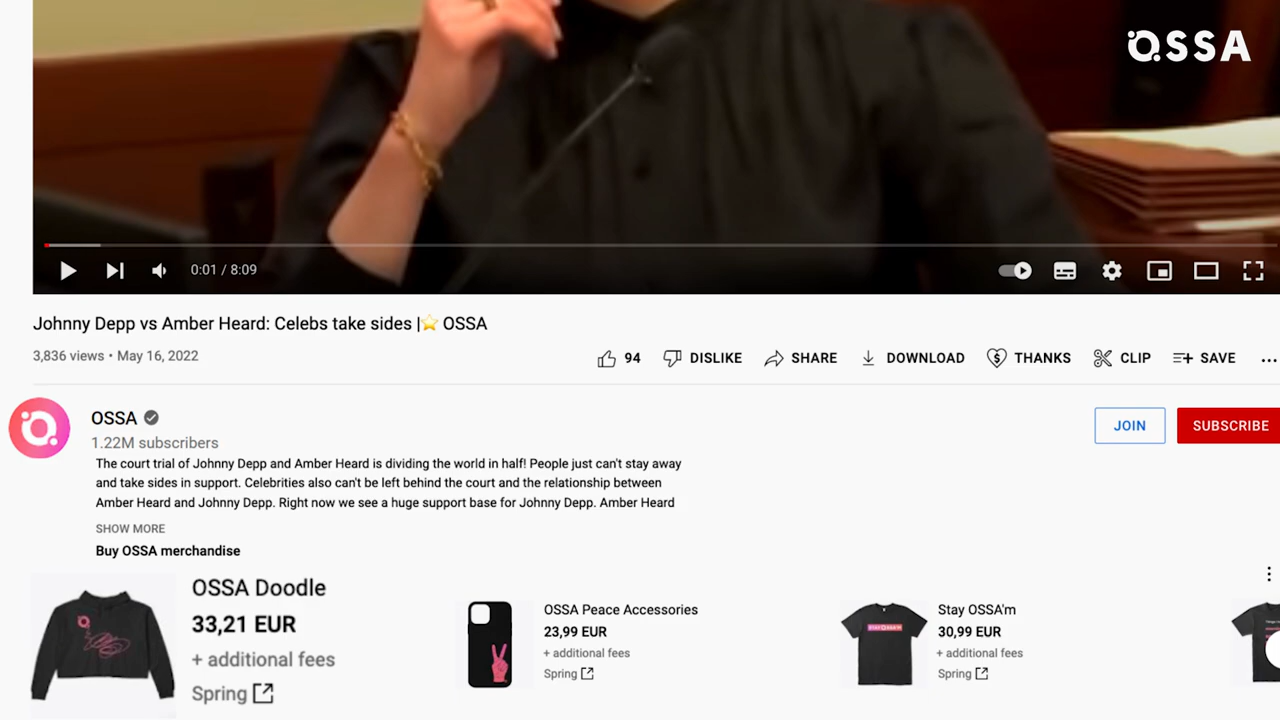 OSSA
0:01 / 8:09
Johnny Depp vs Amber Heard: Celebs take sides |⭐ OSSA
3,836 views • May 16, 2022
94 DISLIKE SHARE DOWNLOAD THANKS CLIP SAVE ...
OSSA
1.22M subscribers
JOIN SUBSCRIBE
The court trial of Johnny Depp and Amber Heard is dividing the world in half! People just can't stay away
and take sides in support. Celebrities also can't be left behind the court and the relationship between
Amber Heard and Johnny Depp. Right now we see a huge support base for Johnny Depp. Amber Heard
SHOW MORE
Buy OSSA merchandise
OSSA Doodle
33,21 EUR
+ additional fees
Spring
OSSA Peace Accessories
23,99 EUR
+ additional fees
Spring
STAY OSSA'M
Stay OSSA'm
30,99 EUR
+ additional fees
Spring